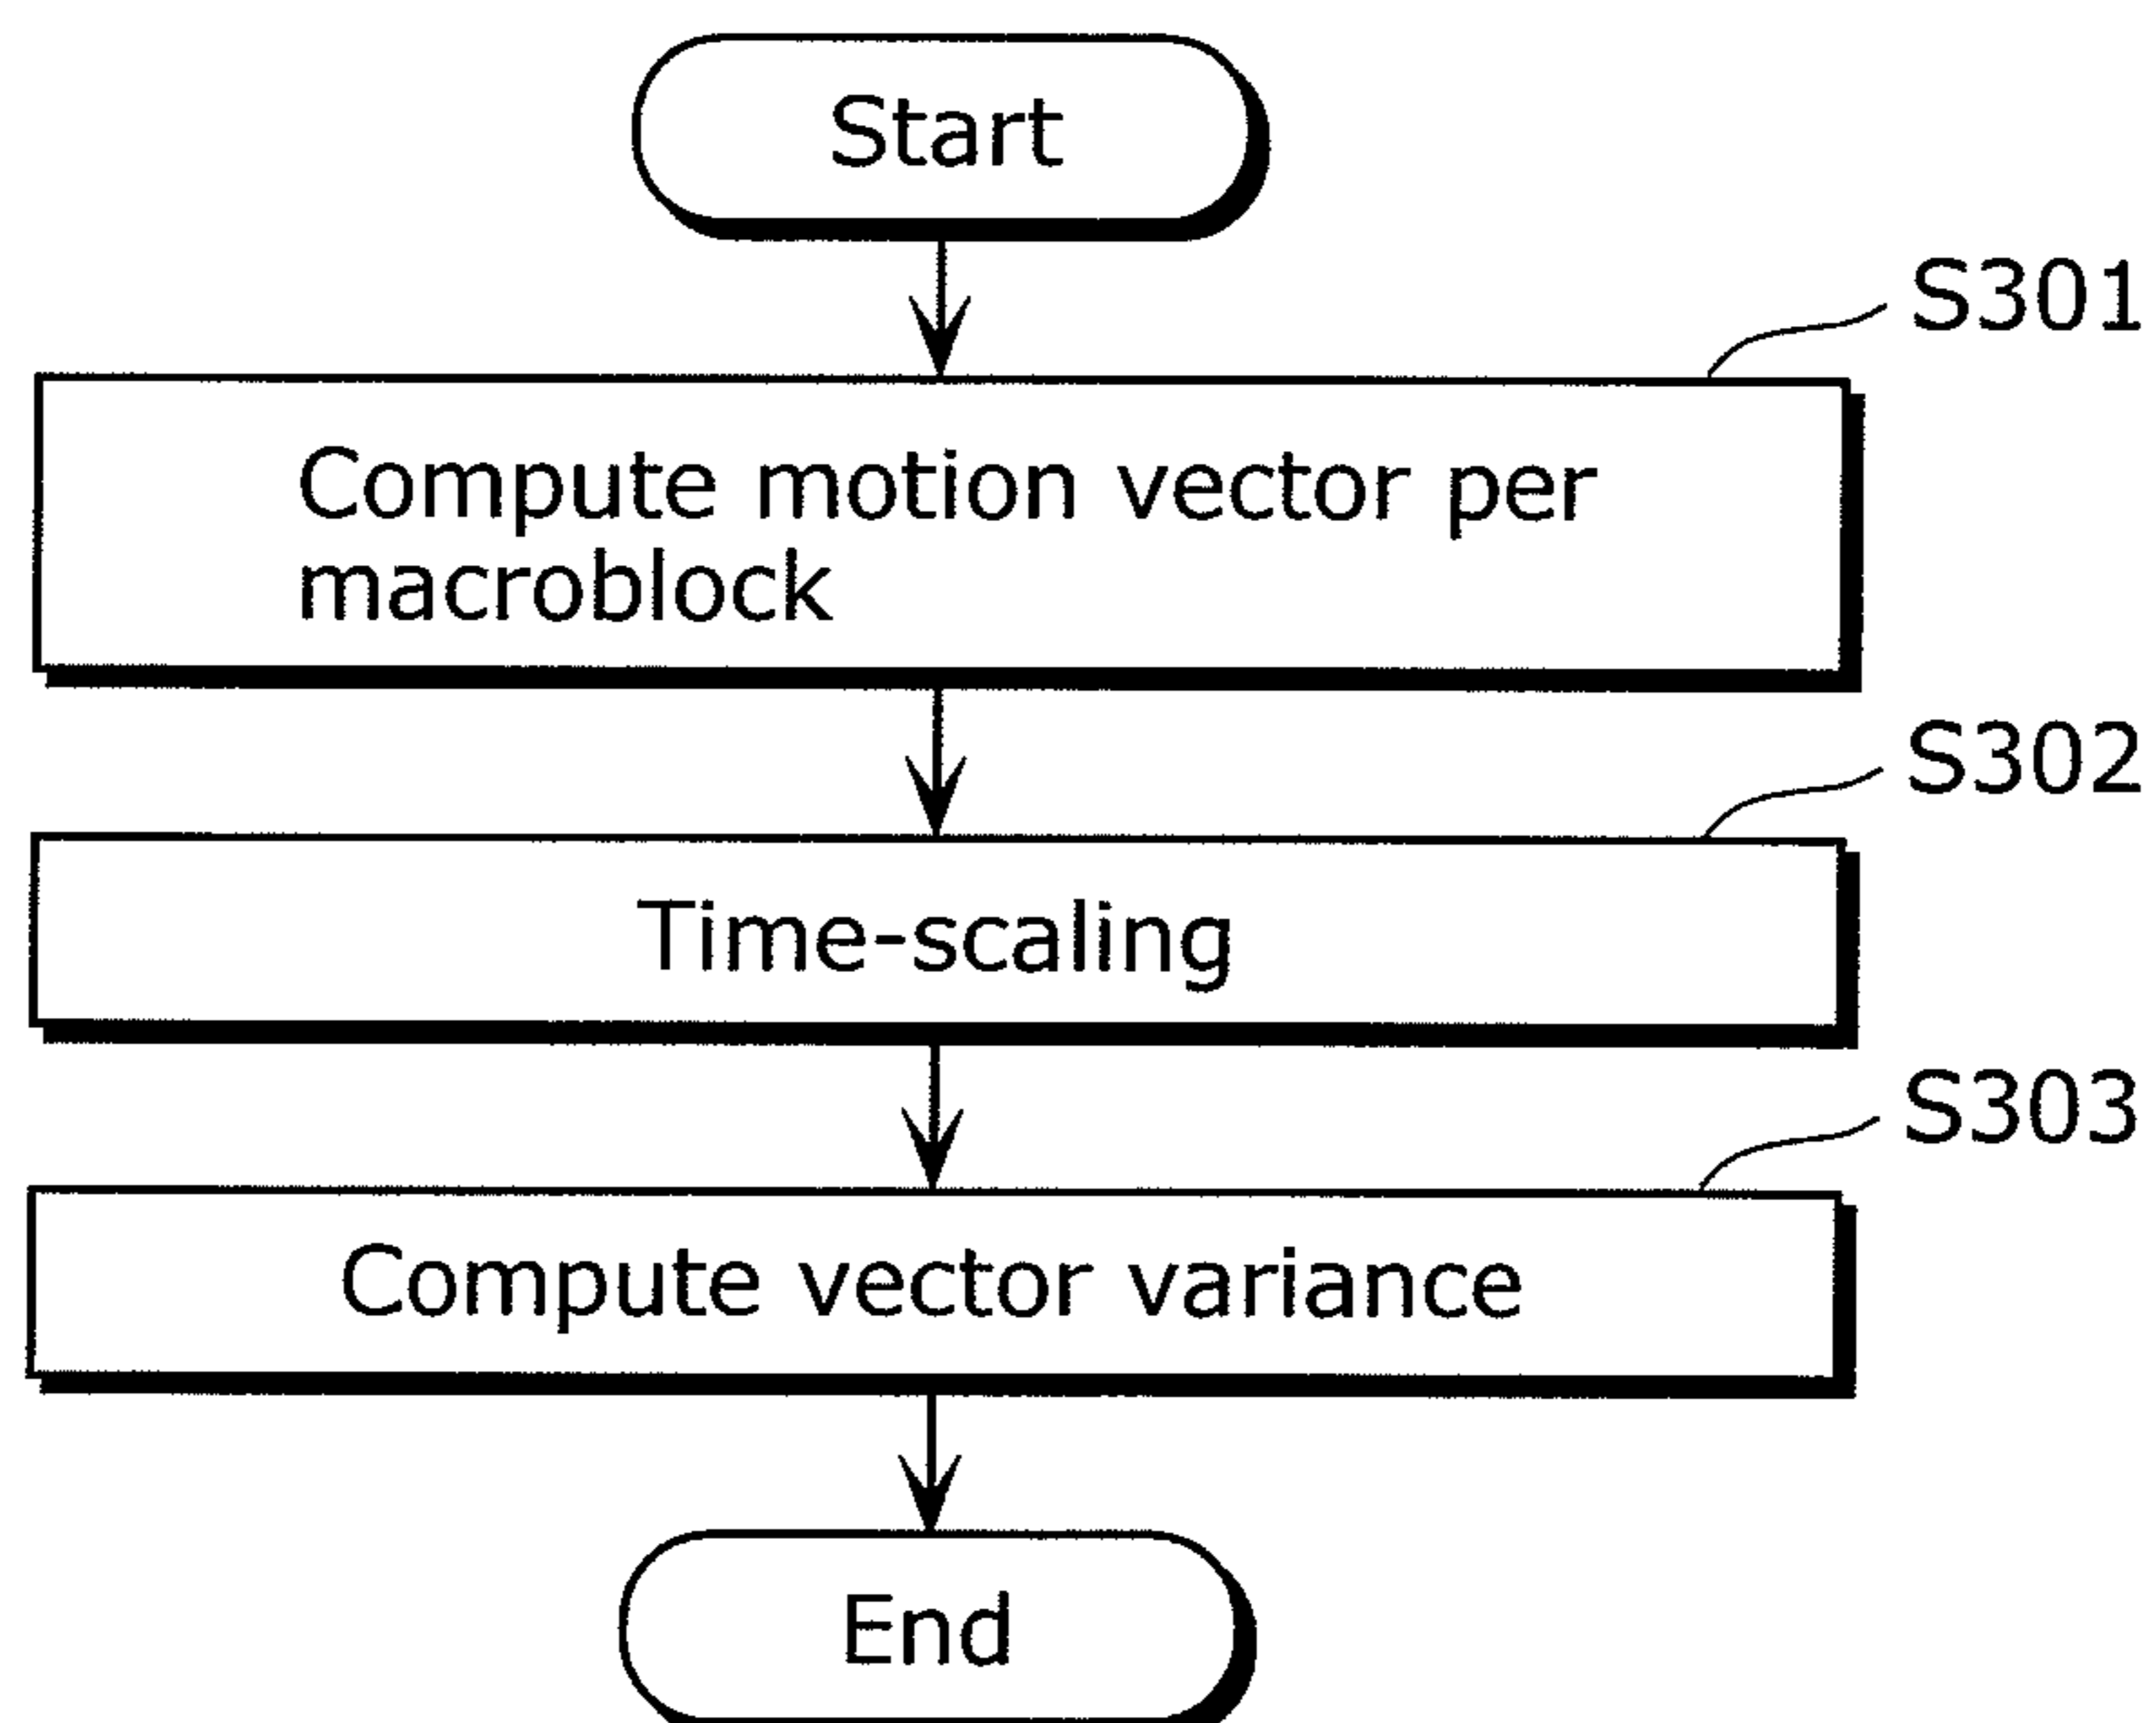 Start
S301
Compute motion vector per
macroblock
S302
Time-scaling
S303
Compute vector variance
End